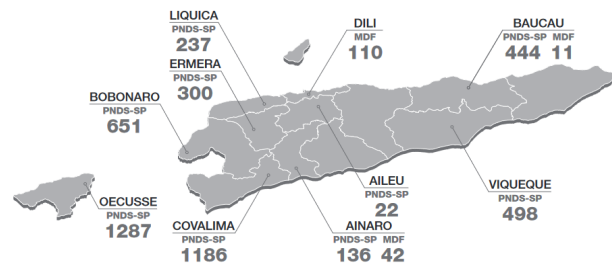 LIQUICA
PNDS-SP
237
DILI
MDF
110
BAUCAU
PNDS-SP MDF
444 11
ERMERA
PNDS-SP
300
BOBONARO
PNDS-SP
651
OECUSSE
PNDS-SP
1287
COVALIMA
PNDS-SP
1186
AINARO
PNDS-SP MDF
136 42
AILEU
PNDS-SP
22
VIQUEQUE
PNDS-SP
498